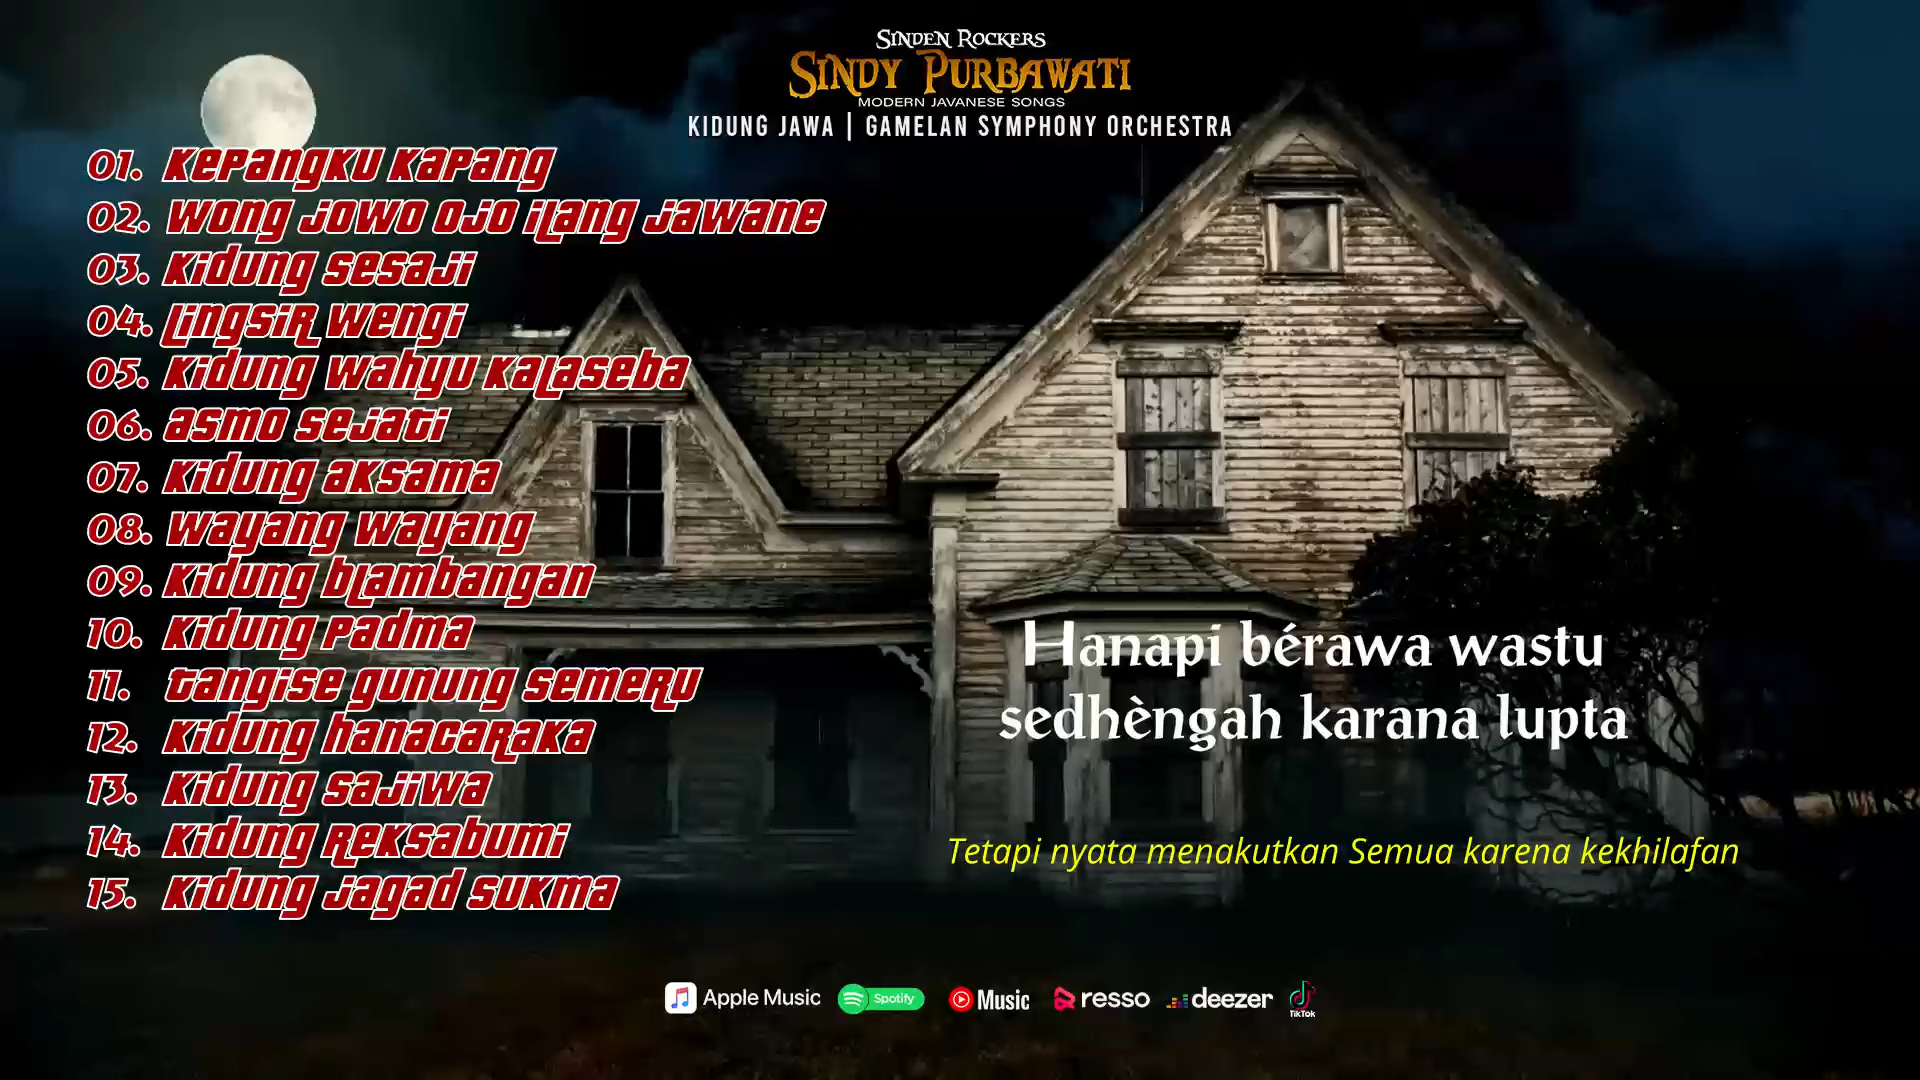 SINDEN ROCKERS
SINDY PURBAWATI
MODERN JAVANESE SONGS
KIDUNG JAWA | GAMELAN SYMPHONY ORCHESTRA
01. Kepangku Kapang
02. Wong Jowo Ojo Ilang Jawane
03. Kidung Sesaji
04. Lingsir Wengi
05. Kidung Wahyu Kalaseba
06. Asmo Sejati
07. Kidung Aksama
08. Wayang Wayang
09. Kidung Blambangan
10. Kidung Padma
11. Tangise Gunung Semeru
12. Kidung Hanacaraka
13. Kidung Sajiwa
14. Kidung Reksabumi
15. Kidung Jagad Sukma
Hanapi bérawa wastu
sedhèngah karana lupta
Tetapi nyata menakutkan Semua karena kekhilafan
Apple Music Spotify Music resso deezer TikTok